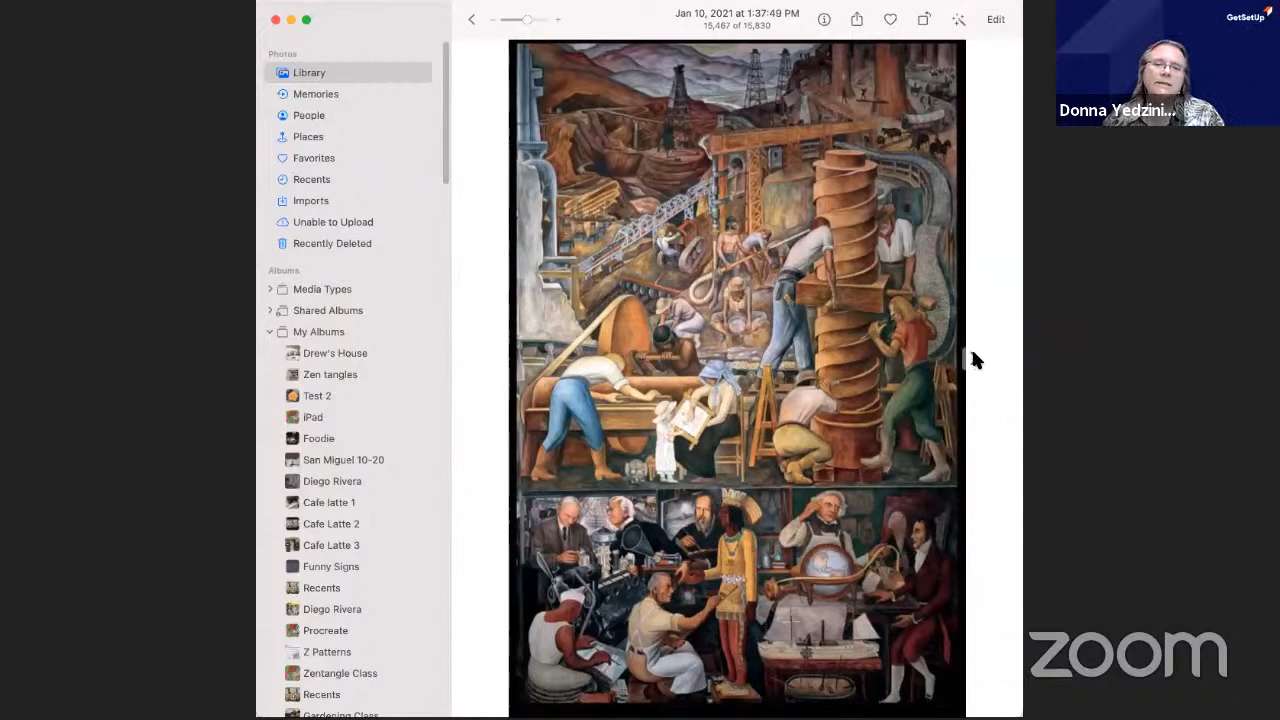 Jan 10, 2021 at 1:37:49 PM
15,467 of 15,830
Edit
Photos
Library
Memories
People
Places
Favorites
Recents
Imports
Unable to Upload
Recently Deleted
Albums
Media Types
Shared Albums
My Albums
Drew's House
Zen tangles
Test 2
iPad
Foodie
San Miguel 10-20
Diego Rivera
Cafe latte 1
Cafe Latte 2
Cafe Latte 3
Funny Signs
Recents
Diego Rivera
Procreate
Z Patterns
Zentangle Class
Recents
Gardening Class
GetSetUp
Donna Yedzini...
zoom